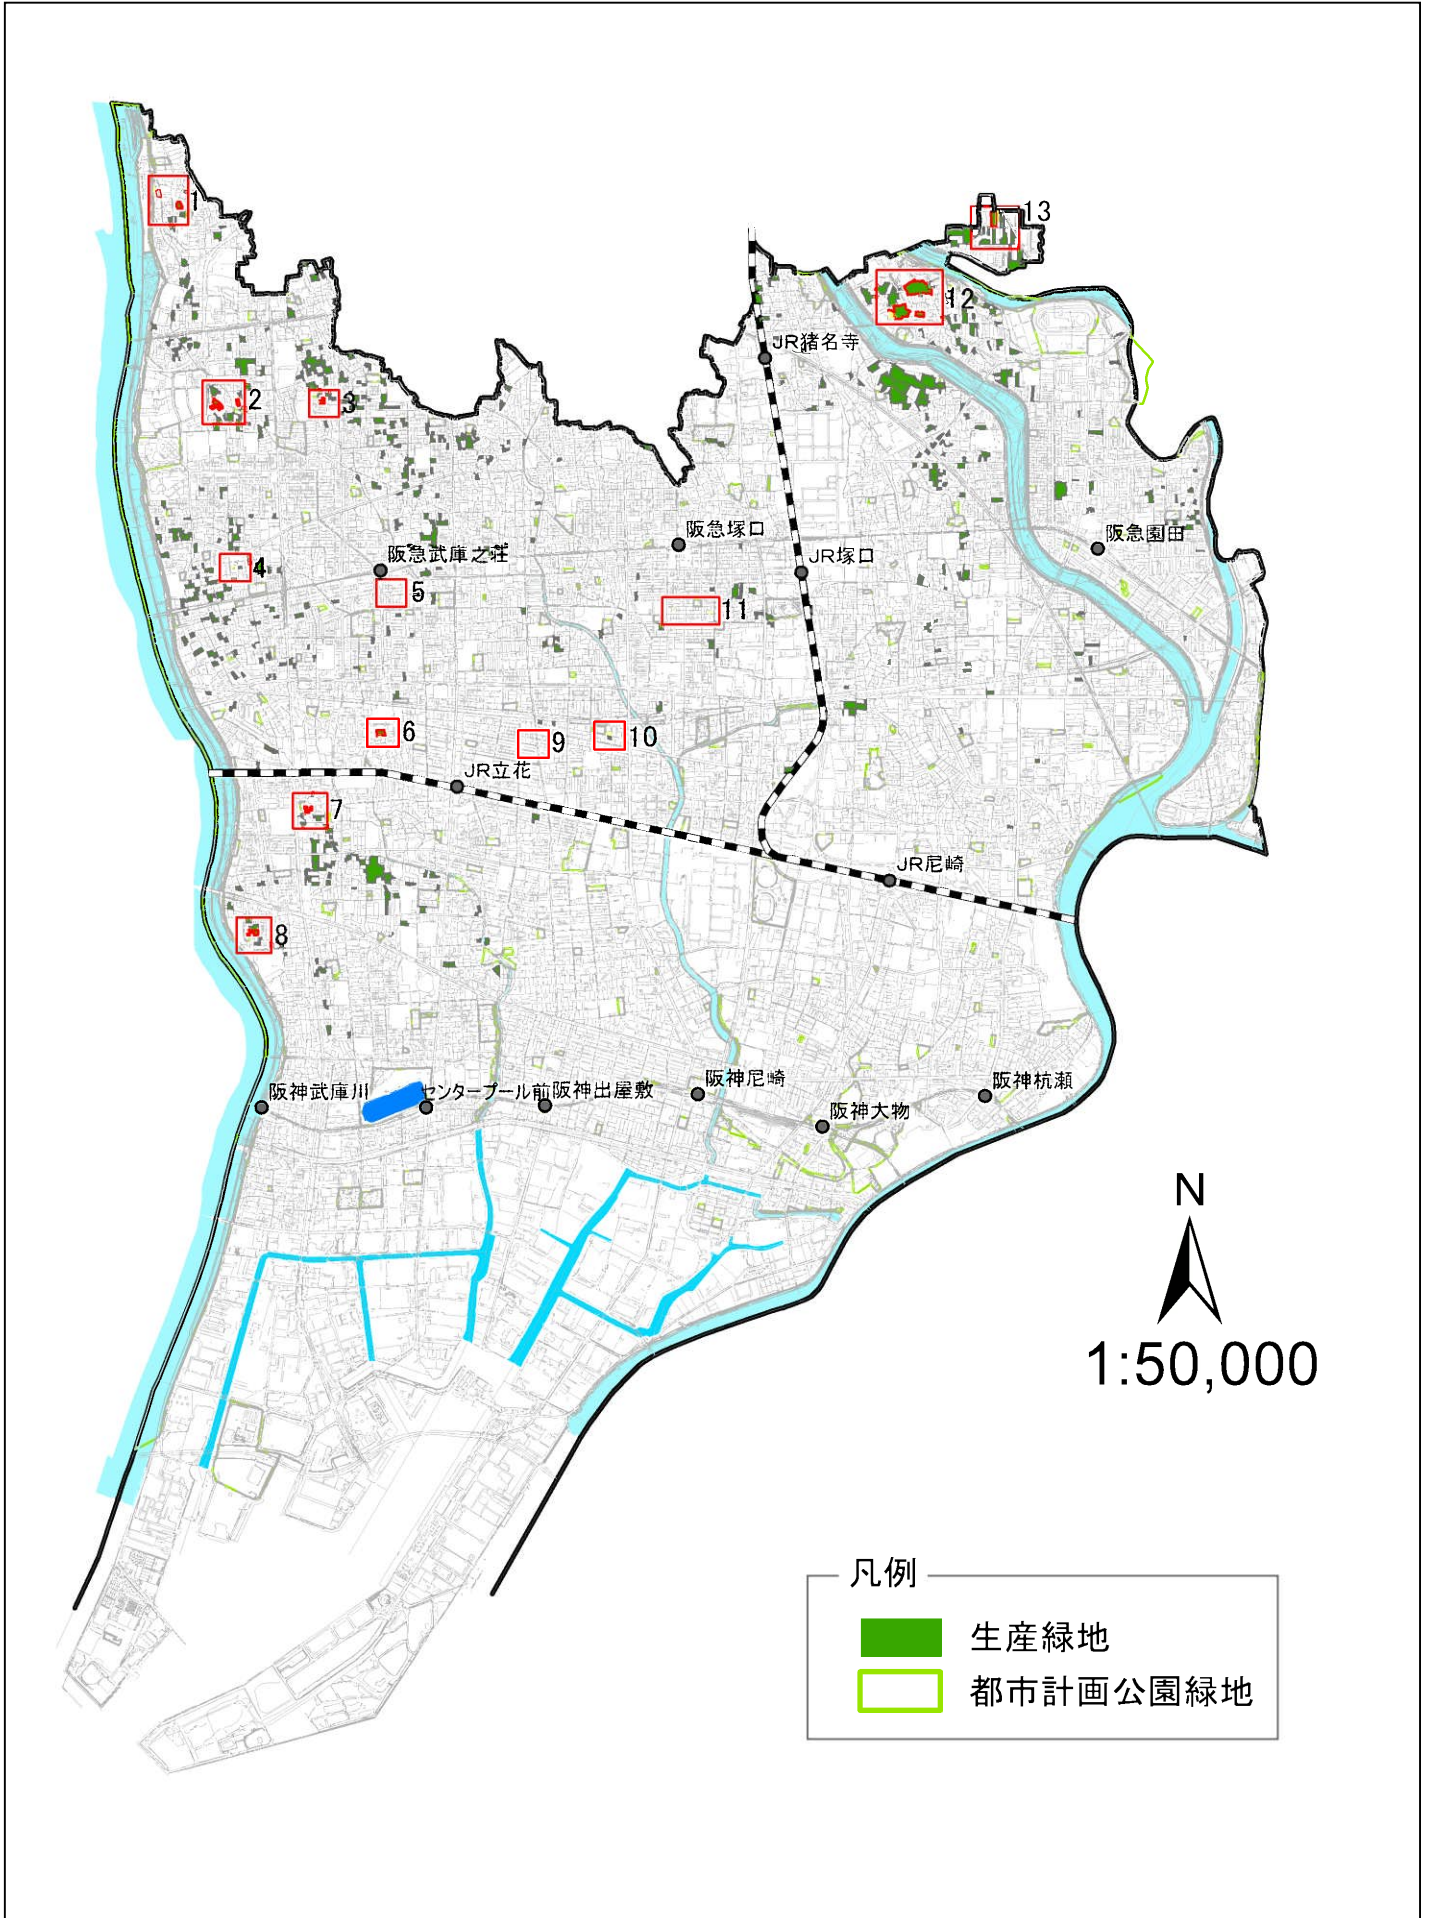 1
13
12
JR猪名寺
2
3
阪急塚口
阪急園田
阪急武庫之荘
JR塚口
4
5
11
6
9
10
JR立花
7
JR尼崎
8
阪神武庫川
センタープール前
阪神出屋敷
阪神尼崎
阪神杭瀬
阪神大物
N
1:50,000
凡例
生産緑地
都市計画公園緑地